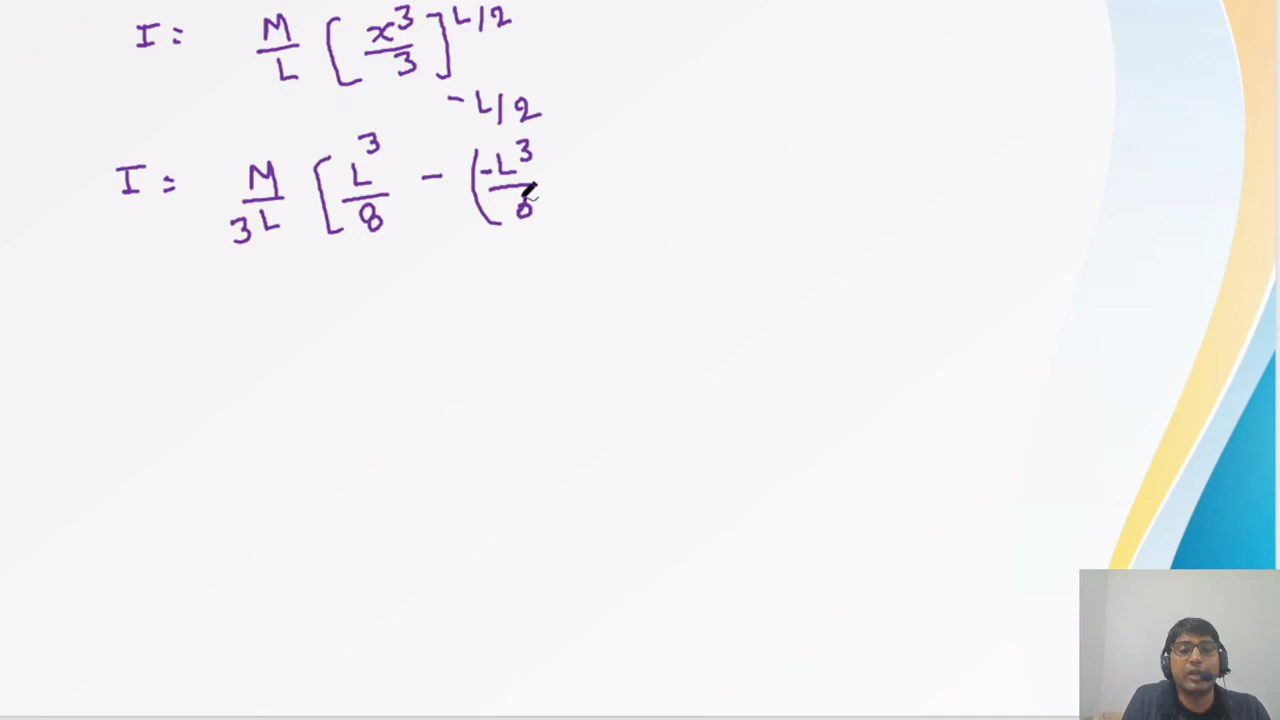 I = M/L [x³/3]^L/2
-L/2
I = M/3L [L³/8 - (-L³/8